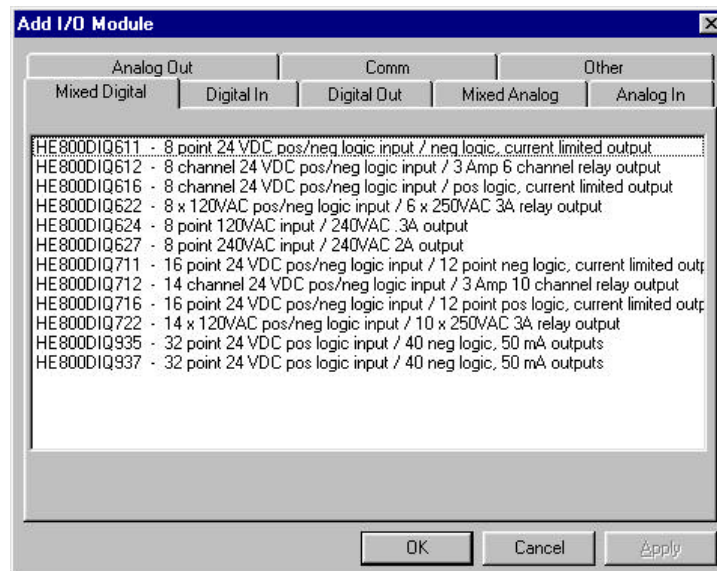 Add I/O Module
Analog Out Comm Other
Mixed Digital Digital In Digital Out Mixed Analog Analog In
HE800DIQ611 - 8 point 24 VDC pos/neg logic input / neg logic, current limited output
HE800DIQ612 - 8 channel 24 VDC pos/neg logic input / 3 Amp 6 channel relay output
HE800DIQ616 - 8 channel 24 VDC pos/neg logic input / pos logic, current limited output
HE800DIQ622 - 8 x 120VAC pos/neg logic input / 6 x 250VAC 3A relay output
HE800DIQ624 - 8 point 120VAC input / 240VAC .3A output
HE800DIQ627 - 8 point 240VAC input / 240VAC 2A output
HE800DIQ711 - 16 point 24 VDC pos/neg logic input / 12 point neg logic, current limited outp
HE800DIQ712 - 14 channel 24 VDC pos/neg logic input / 3 Amp 10 channel relay output
HE800DIQ716 - 16 point 24 VDC pos/neg logic input / 12 point pos logic, current limited outp
HE800DIQ722 - 14 x 120VAC pos/neg logic input / 10 x 250VAC 3A relay output
HE800DIQ935 - 32 point 24 VDC pos logic input / 40 neg logic, 50 mA outputs
HE800DIQ937 - 32 point 24 VDC pos logic input / 40 neg logic, 50 mA outputs
OK Cancel Apply